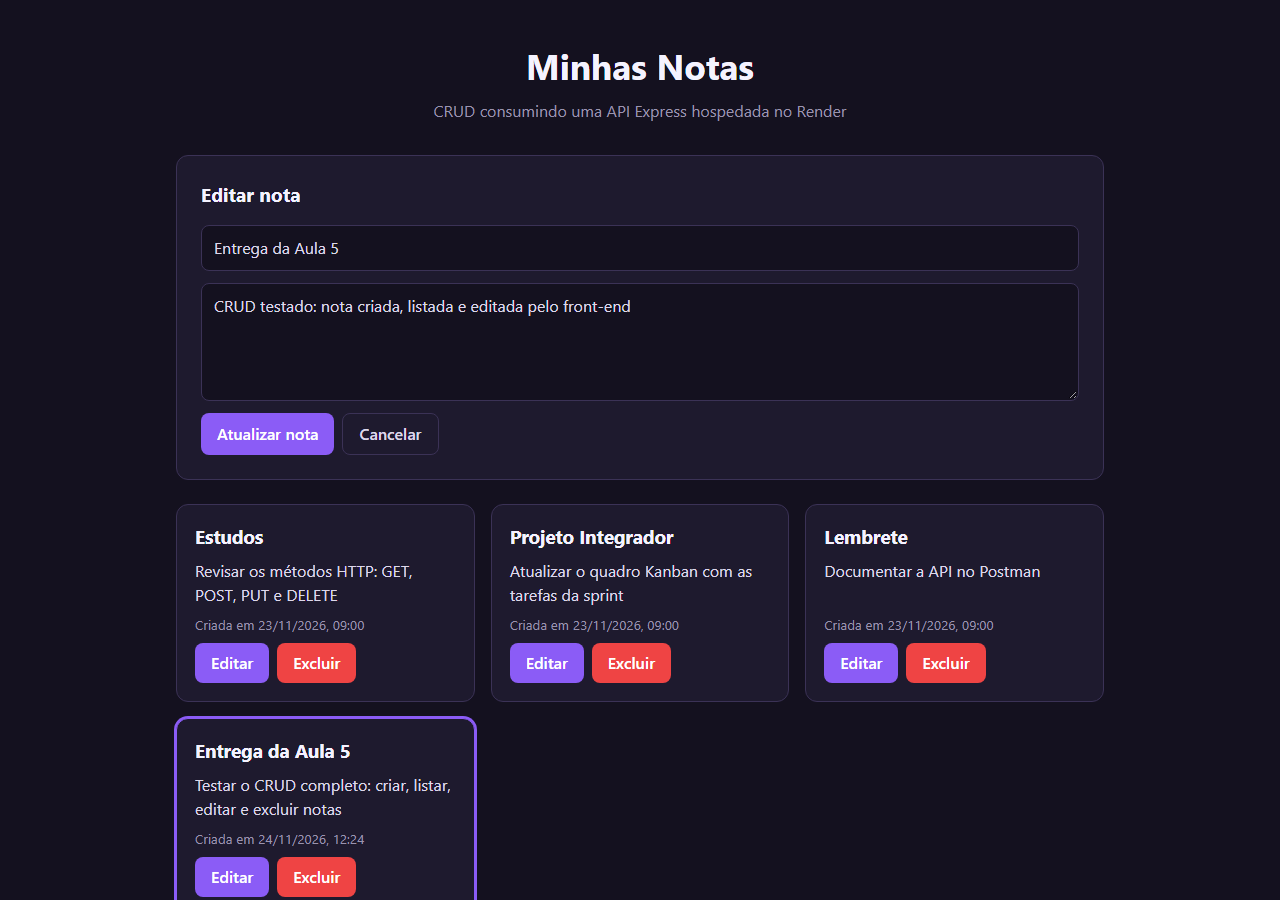 Minhas Notas
CRUD consumindo uma API Express hospedada no Render
Editar nota
Entrega da Aula 5
CRUD testado: nota criada, listada e editada pelo front-end
Atualizar nota
Cancelar
Estudos
Revisar os métodos HTTP: GET,
POST, PUT e DELETE
Criada em 23/11/2026, 09:00
Editar
Excluir
Projeto Integrador
Atualizar o quadro Kanban com as
tarefas da sprint
Criada em 23/11/2026, 09:00
Editar
Excluir
Lembrete
Documentar a API no Postman
Criada em 23/11/2026, 09:00
Editar
Excluir
Entrega da Aula 5
Testar o CRUD completo: criar, listar,
editar e excluir notas
Criada em 24/11/2026, 12:24
Editar
Excluir